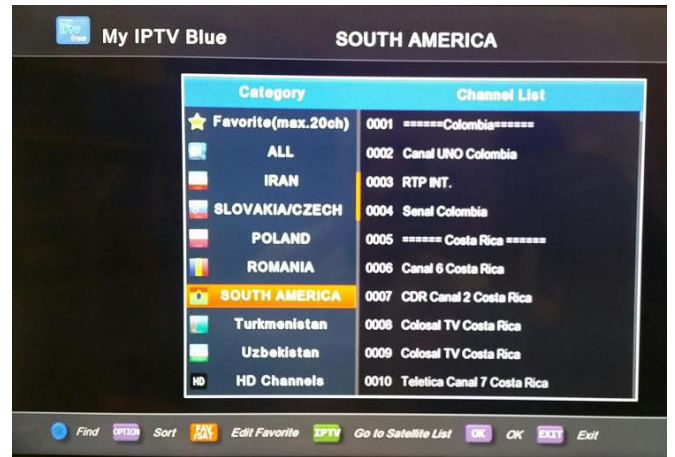 My IPTV Blue SOUTH AMERICA
Category Channel List
Favorite(max.20ch) 0001 ======Colombia======
ALL 0002 Canal UNO Colombia
IRAN 0003 RTP INT.
SLOVAKIA/CZECH 0004 Senal Colombia
POLAND 0005 ====== Costa Rica ======
ROMANIA 0006 Canal 6 Costa Rica
SOUTH AMERICA 0007 CDR Canal 2 Costa Rica
Turkmenistan 0008 Colosal TV Costa Rica
Uzbekistan 0009 Colosal TV Costa Rica
HD HD Channels 0010 Teletica Canal 7 Costa Rica
Find OPTION Sort FAV/SAT Edit Favorite IPTV Go to Satellite List OK OK EXIT Exit